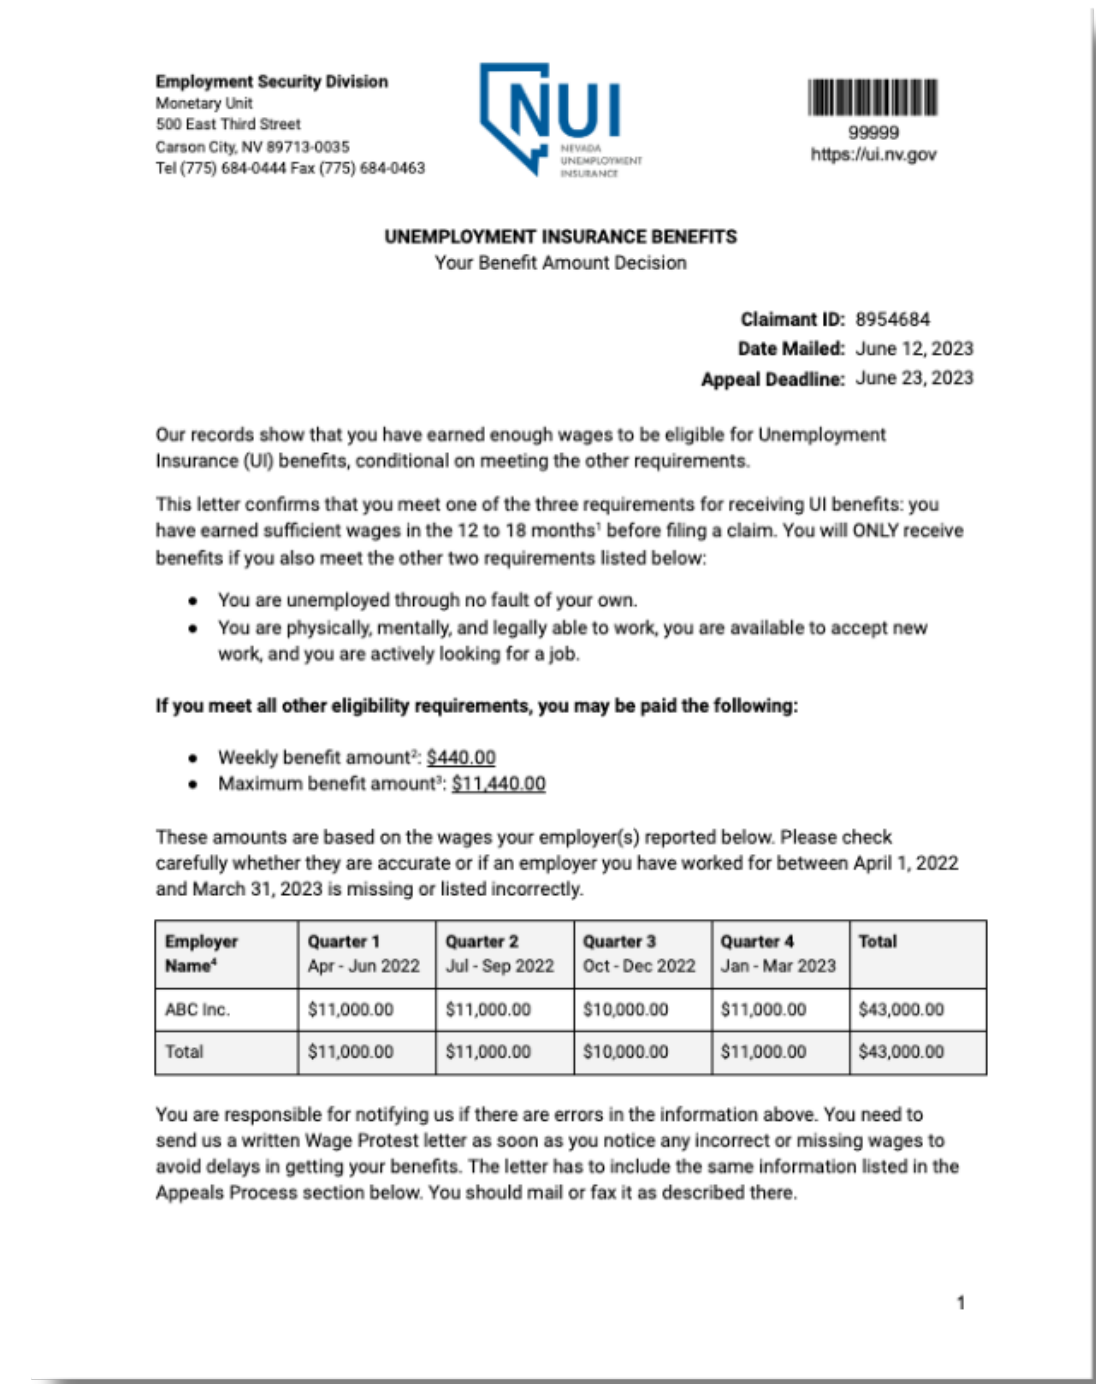 Employment Security Division
Monetary Unit
500 East Third Street
Carson City, NV 89713-0035
Tel (775) 684-0444 Fax (775) 684-0463
NUI
NEVADA
UNEMPLOYMENT
INSURANCE
99999
https://ui.nv.gov
UNEMPLOYMENT INSURANCE BENEFITS
Your Benefit Amount Decision
Claimant ID: 8954684
Date Mailed: June 12, 2023
Appeal Deadline: June 23, 2023
Our records show that you have earned enough wages to be eligible for Unemployment
Insurance (UI) benefits, conditional on meeting the other requirements.
This letter confirms that you meet one of the three requirements for receiving UI benefits: you
have earned sufficient wages in the 12 to 18 months¹ before filing a claim. You will ONLY receive
benefits if you also meet the other two requirements listed below:
● You are unemployed through no fault of your own.
● You are physically, mentally, and legally able to work, you are available to accept new
work, and you are actively looking for a job.
If you meet all other eligibility requirements, you may be paid the following:
● Weekly benefit amount²: $440.00
● Maximum benefit amount³: $11,440.00
These amounts are based on the wages your employer(s) reported below. Please check
carefully whether they are accurate or if an employer you have worked for between April 1, 2022
and March 31, 2023 is missing or listed incorrectly.
Employer Quarter 1 Quarter 2 Quarter 3 Quarter 4 Total
Name⁴ Apr - Jun 2022 Jul - Sep 2022 Oct - Dec 2022 Jan - Mar 2023
ABC Inc. $11,000.00 $11,000.00 $10,000.00 $11,000.00 $43,000.00
Total $11,000.00 $11,000.00 $10,000.00 $11,000.00 $43,000.00
You are responsible for notifying us if there are errors in the information above. You need to
send us a written Wage Protest letter as soon as you notice any incorrect or missing wages to
avoid delays in getting your benefits. The letter has to include the same information listed in the
Appeals Process section below. You should mail or fax it as described there.
1